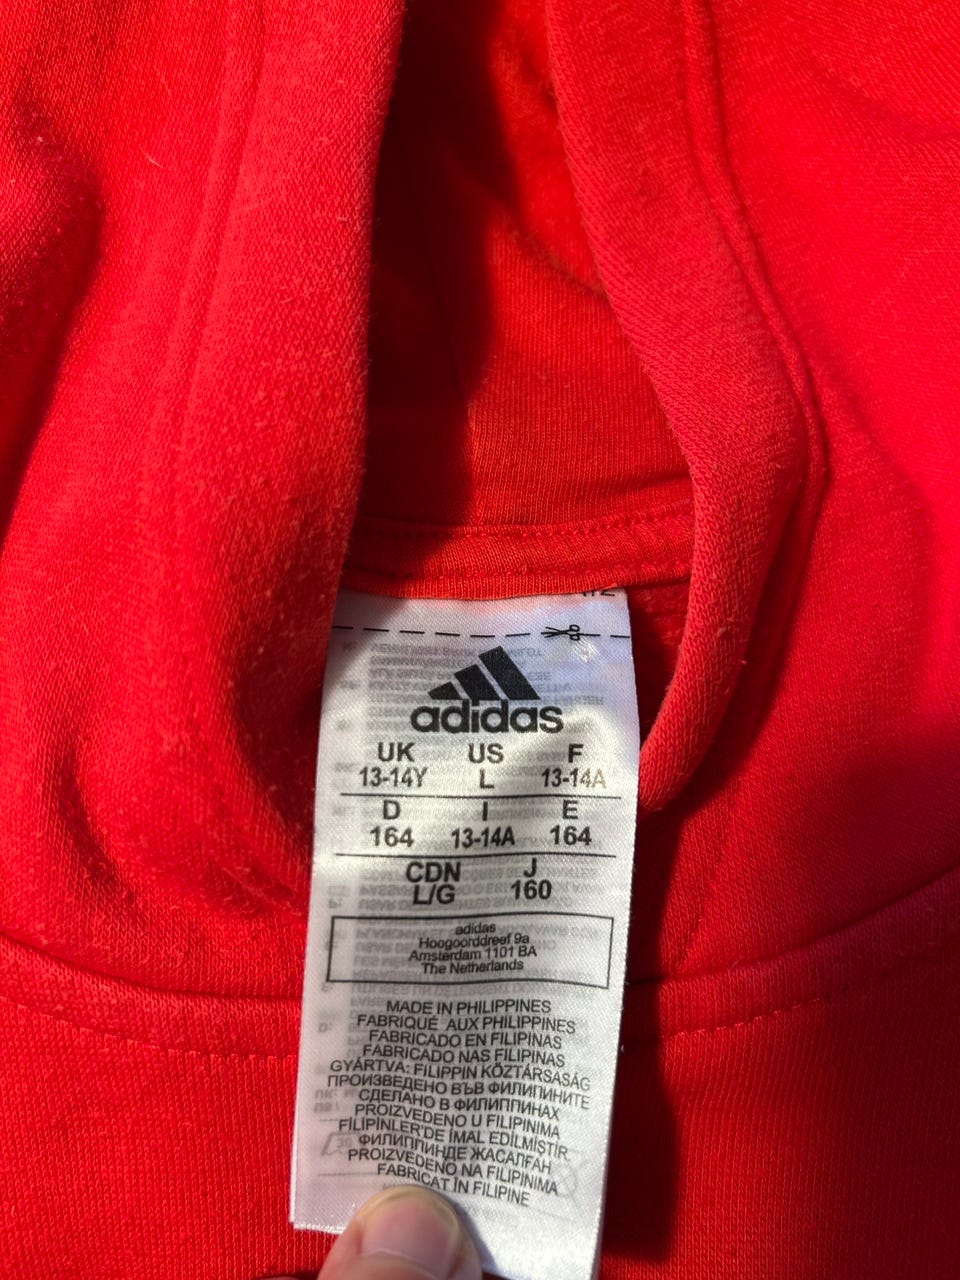 adidas
UK US F
13-14Y L 13-14A
D I E
164 13-14A 164
CDN J
L/G 160
adidas
Hoogoorddreef 9a
Amsterdam 1101 BA
The Netherlands
MADE IN PHILIPPINES
FABRIQUÉ AUX PHILIPPINES
FABRICADO EN FILIPINAS
FABRICADO NAS FILIPINAS
GYÁRTVA: FILIPPIN KÖZTÁRSASÁG
ПРОИЗВЕДЕНО ВЪВ ФИЛИПИНИТЕ
СДЕЛАНО В ФИЛИППИНАХ
PROIZVEDENO U FILIPINIMA
FİLİPİNLER'DE İMAL EDİLMİŞTİR
ФИЛИППИНДЕ ЖАСАЛҒАН
PROIZVEDENO NA FILIPINIMA
FABRICAT ÎN FILIPINE